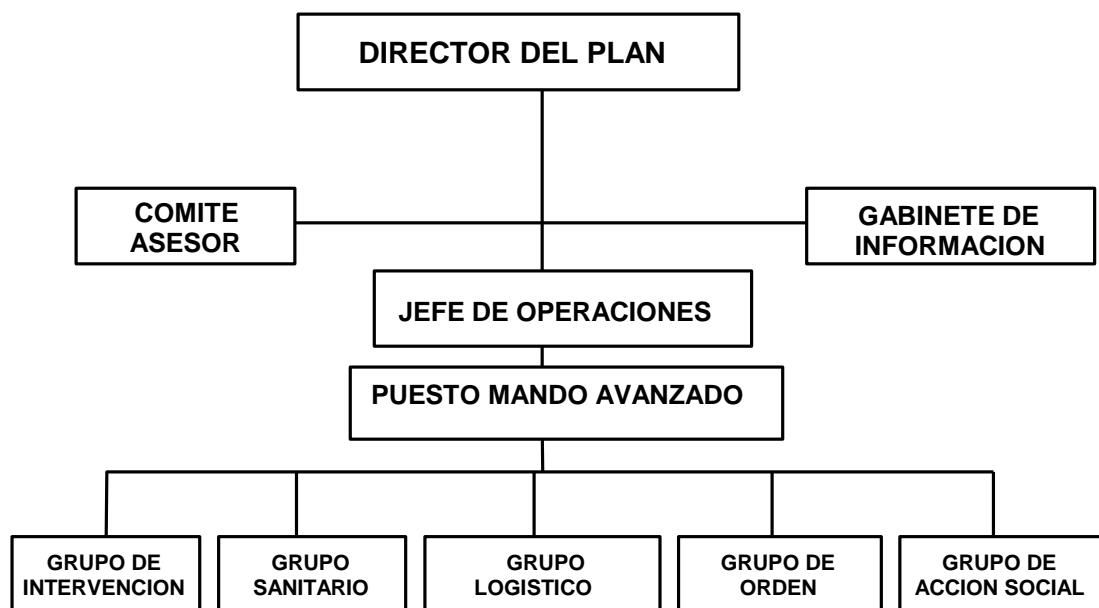 DIRECTOR DEL PLAN
COMITE
ASESOR
GABINETE DE
INFORMACION
JEFE DE OPERACIONES
PUESTO MANDO AVANZADO
GRUPO DE
INTERVENCION
GRUPO
SANITARIO
GRUPO
LOGISTICO
GRUPO DE
ORDEN
GRUPO DE
ACCION SOCIAL